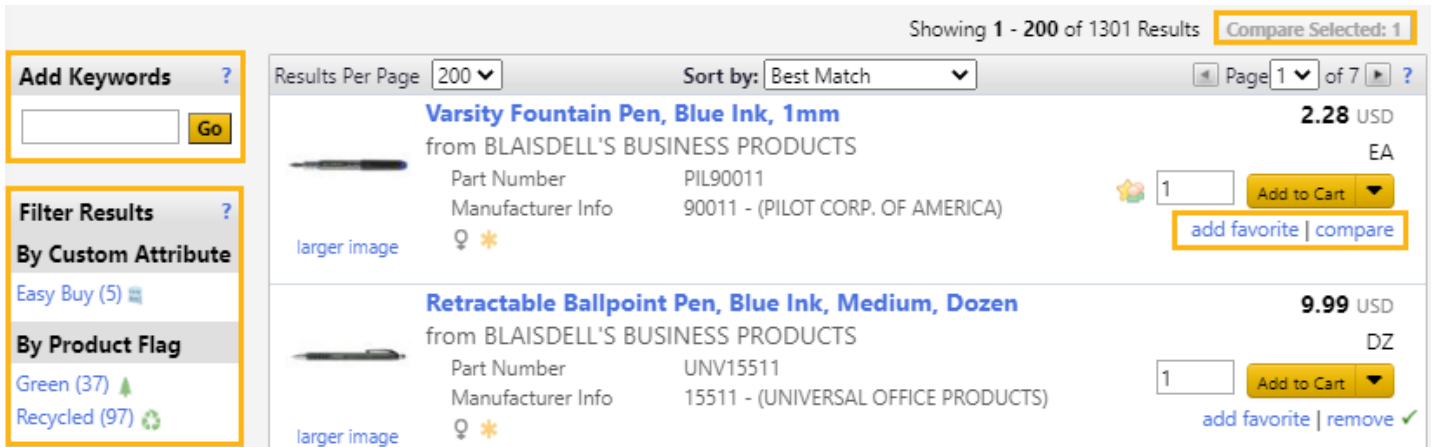 Showing 1 - 200 of 1301 Results Compare Selected: 1
Add Keywords ?
Go
Filter Results ?
By Custom Attribute
Easy Buy (5)
By Product Flag
Green (37)
Recycled (97)
Results Per Page 200 Sort by: Best Match Page 1 of 7 ?
Varsity Fountain Pen, Blue Ink, 1mm 2.28 USD
from BLAISDELL'S BUSINESS PRODUCTS EA
Part Number PIL90011
1 Add to Cart
Manufacturer Info 90011 - (PILOT CORP. OF AMERICA)
add favorite | compare
larger image
Retractable Ballpoint Pen, Blue Ink, Medium, Dozen 9.99 USD
from BLAISDELL'S BUSINESS PRODUCTS DZ
Part Number UNV15511
1 Add to Cart
Manufacturer Info 15511 - (UNIVERSAL OFFICE PRODUCTS)
add favorite | remove
larger image